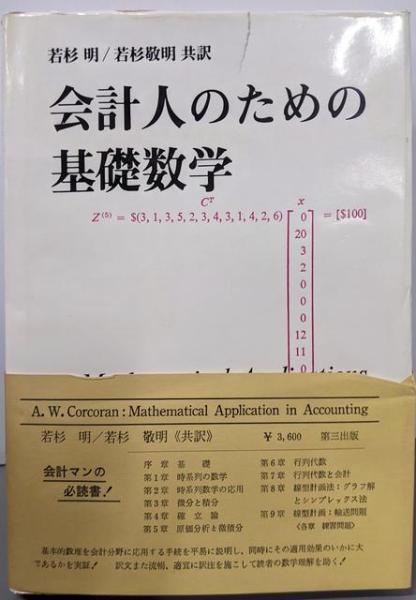 若杉 明/若杉敬明 共訳
会計人のための
基礎数学
Cᵀ x
Z⁽⁵⁾ = $(3, 1, 3, 5, 2, 3, 4, 3, 1, 4, 2, 6)
0
20
3
2
0
0
0
12
11
0
= [$100]
Mathematical Applications
A. W. Corcoran : Mathematical Application in Accounting
若杉 明/若杉 敬明《共訳》 ¥ 3,600 第三出版
会計マンの
必読書!
序 章 基 礎
第1章 時系列の数学
第2章 時系列数学の応用
第3章 微分と積分
第4章 確 立 論
第5章 原価分析と微積分
第6章 行列代数
第7章 行列代数と会計
第8章 線型計画法:グラフ解
とシンプレックス法
第9章 線型計画:輸送問題
〈各章 練習問題〉
基本的数理を会計分野に応用する手続を平易に説明し、同時にその適用効果のいかに大
であるかを実証! 訳文また流暢、適宜に訳注を施こして読者の数学理解を助く!